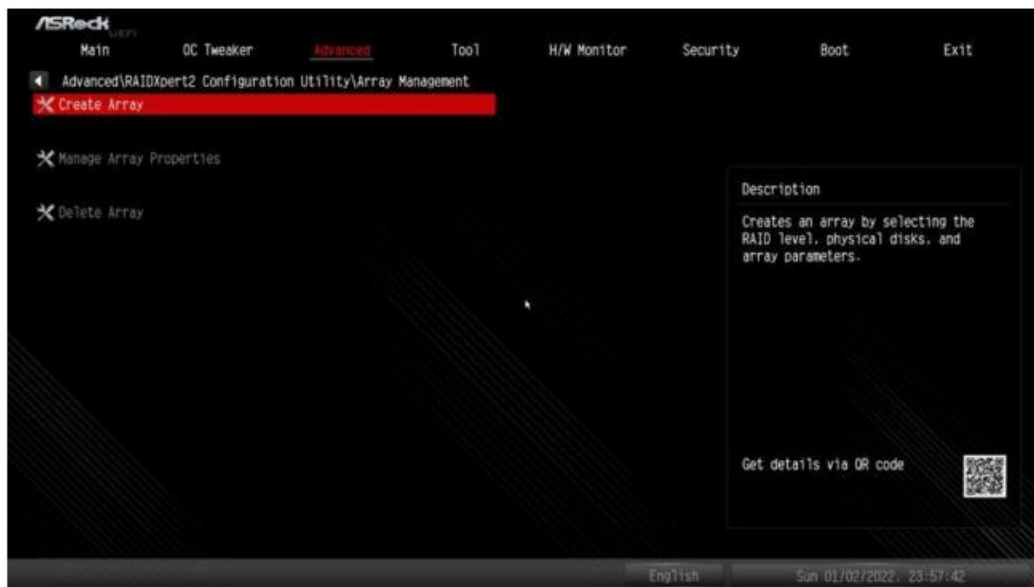 ASRock
UEFI
Main OC Tweaker Advanced Tool H/W Monitor Security Boot Exit
Advanced\RAIDXpert2 Configuration Utility\Array Management
Create Array
Manage Array Properties
Delete Array
Description
Creates an array by selecting the
RAID level, physical disks, and
array parameters.
Get details via QR code
English Sun 01/02/2022, 23:57:42